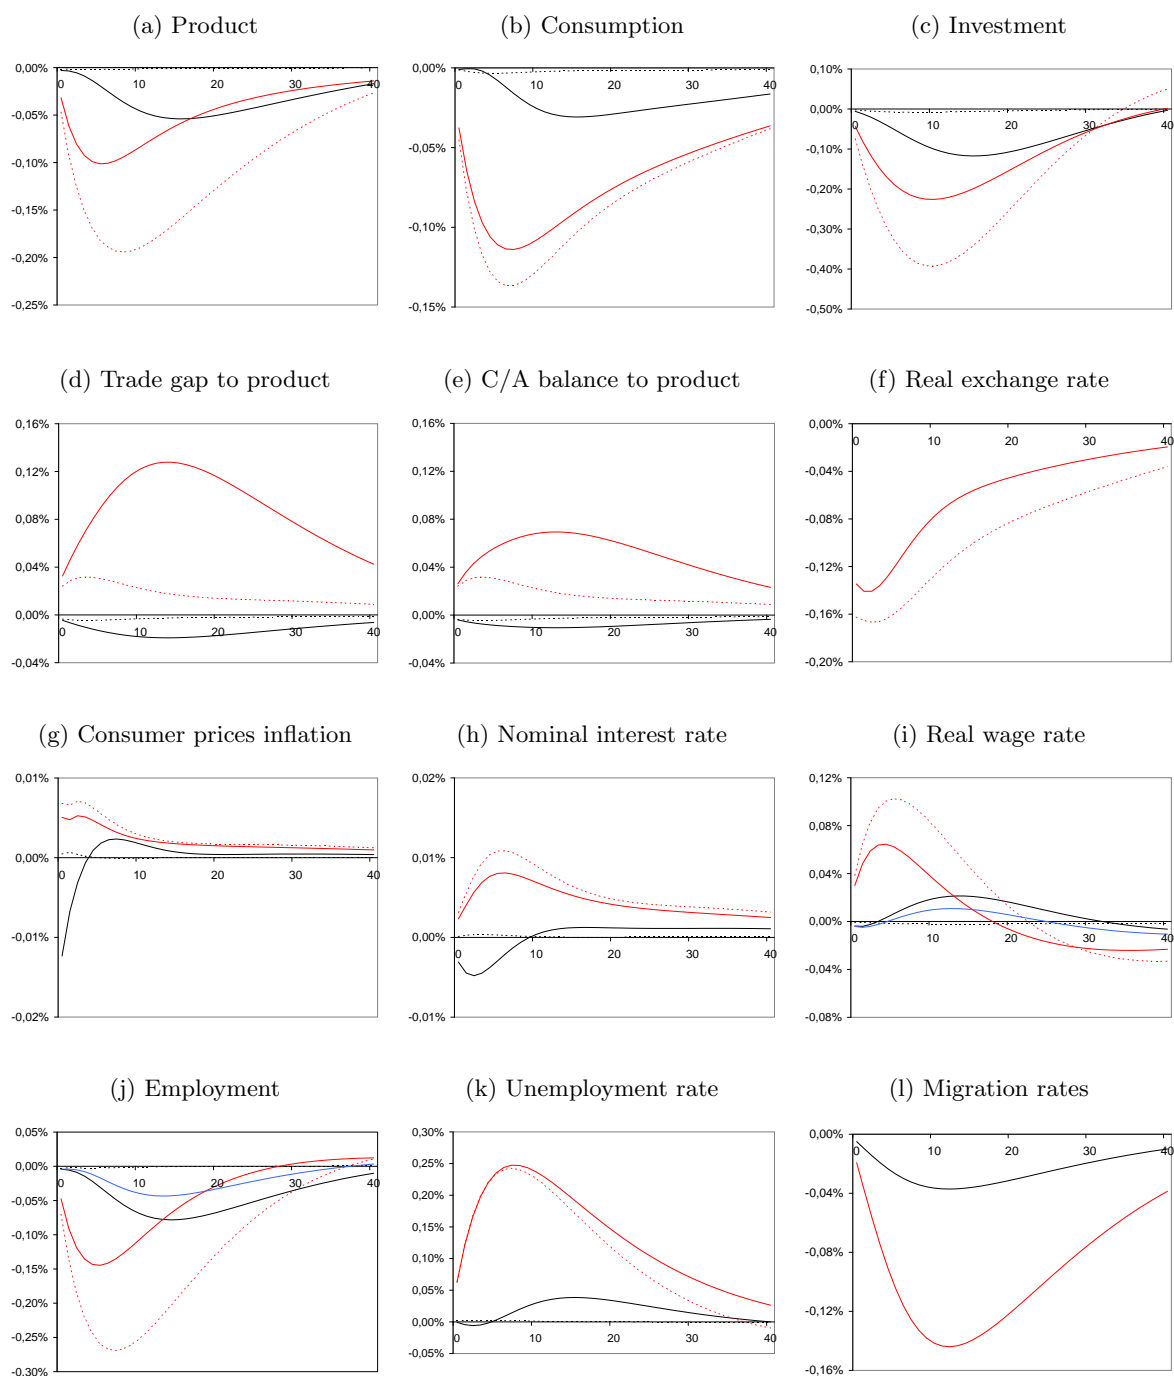 (a) Product
(b) Consumption
(c) Investment
0,00%
-0,05%
-0,10%
-0,15%
-0,20%
-0,25%
0 10 20 30 40
0,00%
-0,05%
-0,10%
-0,15%
0 10 20 30 40
0,10%
0,00%
-0,10%
-0,20%
-0,30%
-0,40%
-0,50%
0 10 20 30 40
(d) Trade gap to product
(e) C/A balance to product
(f) Real exchange rate
0,16%
0,12%
0,08%
0,04%
0,00%
-0,04%
0 10 20 30 40
0,16%
0,12%
0,08%
0,04%
0,00%
-0,04%
0 10 20 30 40
0,00%
-0,04%
-0,08%
-0,12%
-0,16%
-0,20%
0 10 20 30 40
(g) Consumer prices inflation
(h) Nominal interest rate
(i) Real wage rate
0,01%
0,00%
-0,01%
-0,02%
0 10 20 30 40
0,02%
0,01%
0,00%
-0,01%
0 10 20 30 40
0,12%
0,08%
0,04%
0,00%
-0,04%
-0,08%
0 10 20 30 40
(j) Employment
(k) Unemployment rate
(l) Migration rates
0,05%
0,00%
-0,05%
-0,10%
-0,15%
-0,20%
-0,25%
-0,30%
0 10 20 30 40
0,30%
0,25%
0,20%
0,15%
0,10%
0,05%
0,00%
-0,05%
0 10 20 30 40
0,00%
-0,04%
-0,08%
-0,12%
-0,16%
0 10 20 30 40